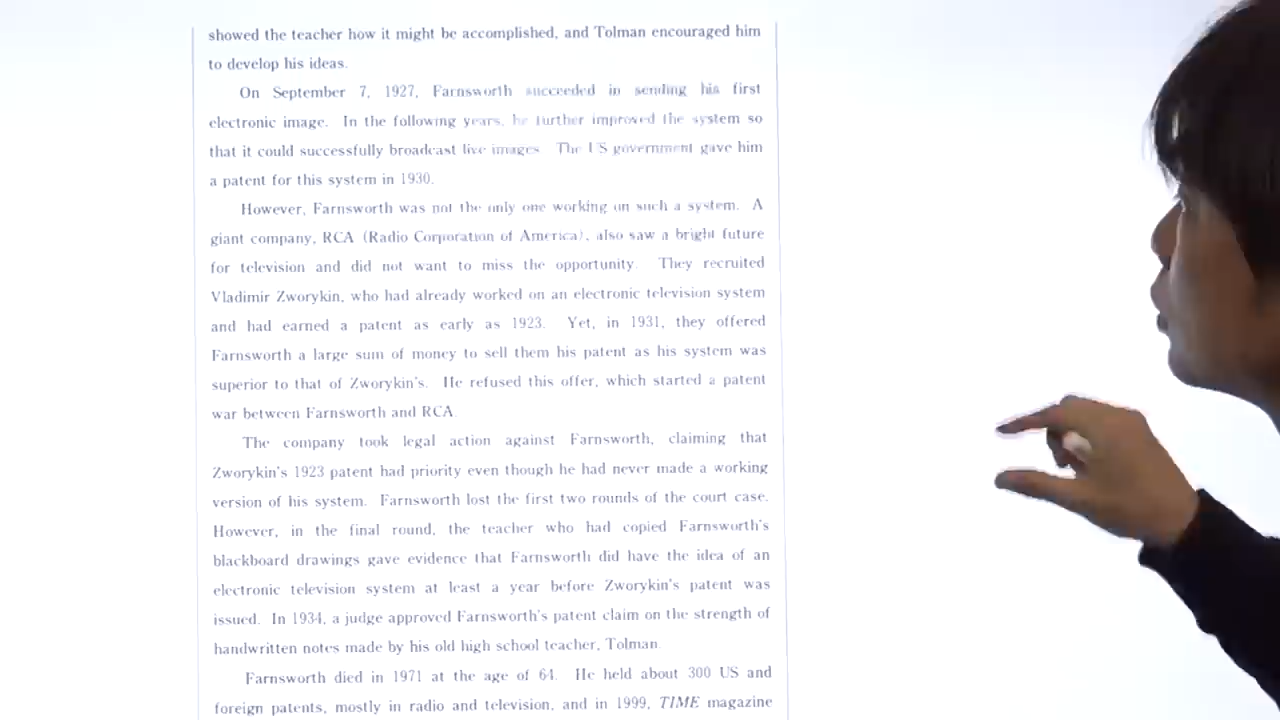 showed the teacher how it might be accomplished, and Tolman encouraged him
to develop his ideas.
On September 7, 1927, Farnsworth succeeded in sending his first
electronic image. In the following years, he further improved the system so
that it could successfully broadcast live images. The US government gave him
a patent for this system in 1930.
However, Farnsworth was not the only one working on such a system. A
giant company, RCA (Radio Corporation of America), also saw a bright future
for television and did not want to miss the opportunity. They recruited
Vladimir Zworykin, who had already worked on an electronic television system
and had earned a patent as early as 1923. Yet, in 1931, they offered
Farnsworth a large sum of money to sell them his patent as his system was
superior to that of Zworykin's. He refused this offer, which started a patent
war between Farnsworth and RCA.
The company took legal action against Farnsworth, claiming that
Zworykin's 1923 patent had priority even though he had never made a working
version of his system. Farnsworth lost the first two rounds of the court case.
However, in the final round, the teacher who had copied Farnsworth's
blackboard drawings gave evidence that Farnsworth did have the idea of an
electronic television system at least a year before Zworykin's patent was
issued. In 1934, a judge approved Farnsworth's patent claim on the strength of
handwritten notes made by his old high school teacher, Tolman.
Farnsworth died in 1971 at the age of 64. He held about 300 US and
foreign patents, mostly in radio and television, and in 1999, TIME magazine